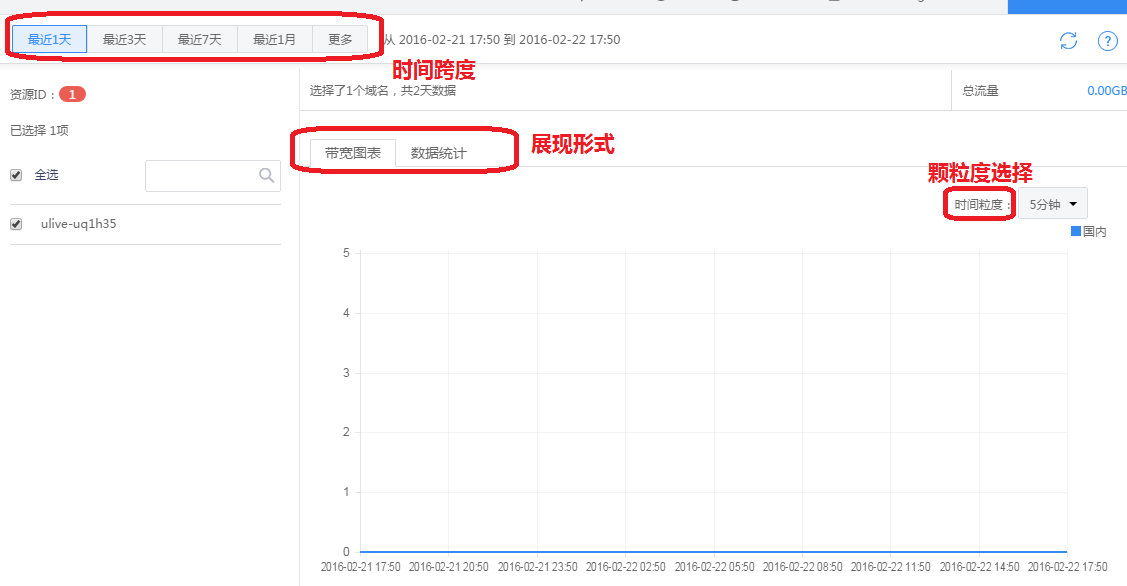 最近1天 最近3天 最近7天 最近1月 更多 从 2016-02-21 17:50 到 2016-02-22 17:50 ?
时间跨度
资源ID： 1
选择了1个域名，共2天数据 总流量 0.00GB
已选择 1项
带宽图表 数据统计 展现形式
全选
颗粒度选择
时间粒度： 5分钟
ulive-uq1h35
国内
5
4
3
2
1
0
2016-02-21 17:50 2016-02-21 20:50 2016-02-21 23:50 2016-02-22 02:50 2016-02-22 05:50 2016-02-22 08:50 2016-02-22 11:50 2016-02-22 14:50 2016-02-22 17:50